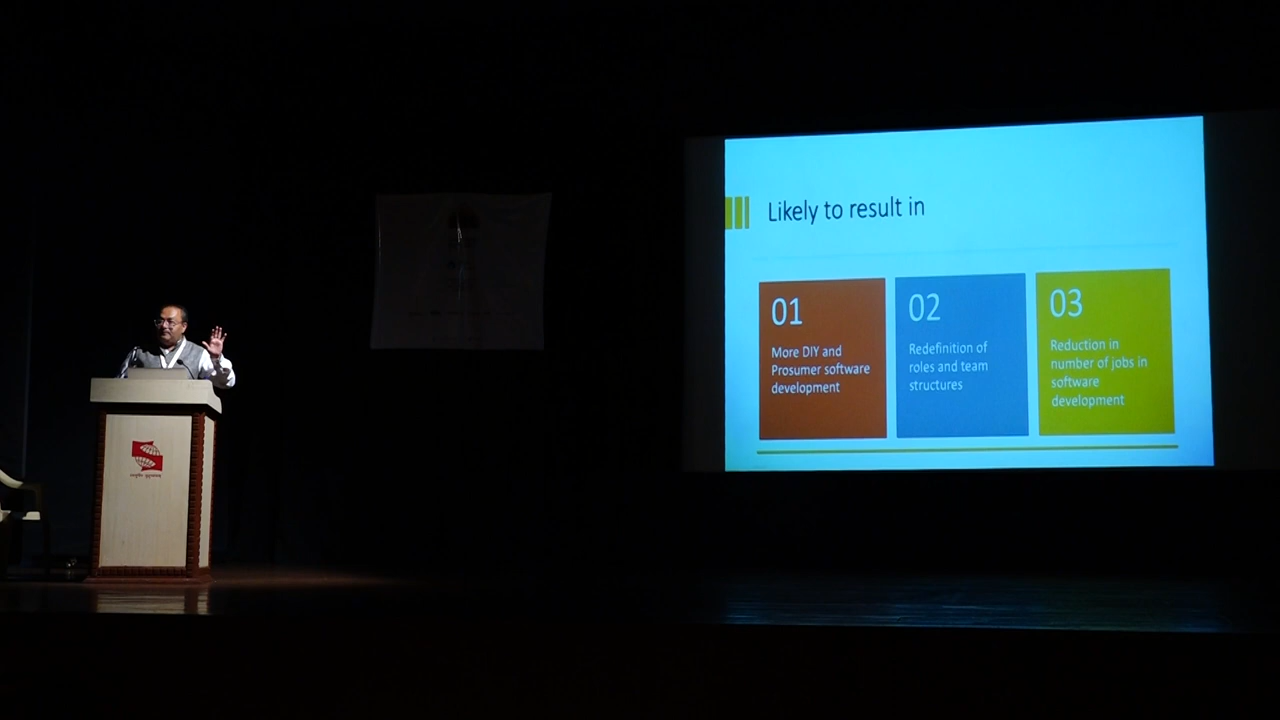 Likely to result in
01
More DIY and
Prosumer software
development
02
Redefinition of
roles and team
structures
03
Reduction in
number of jobs in
software
development